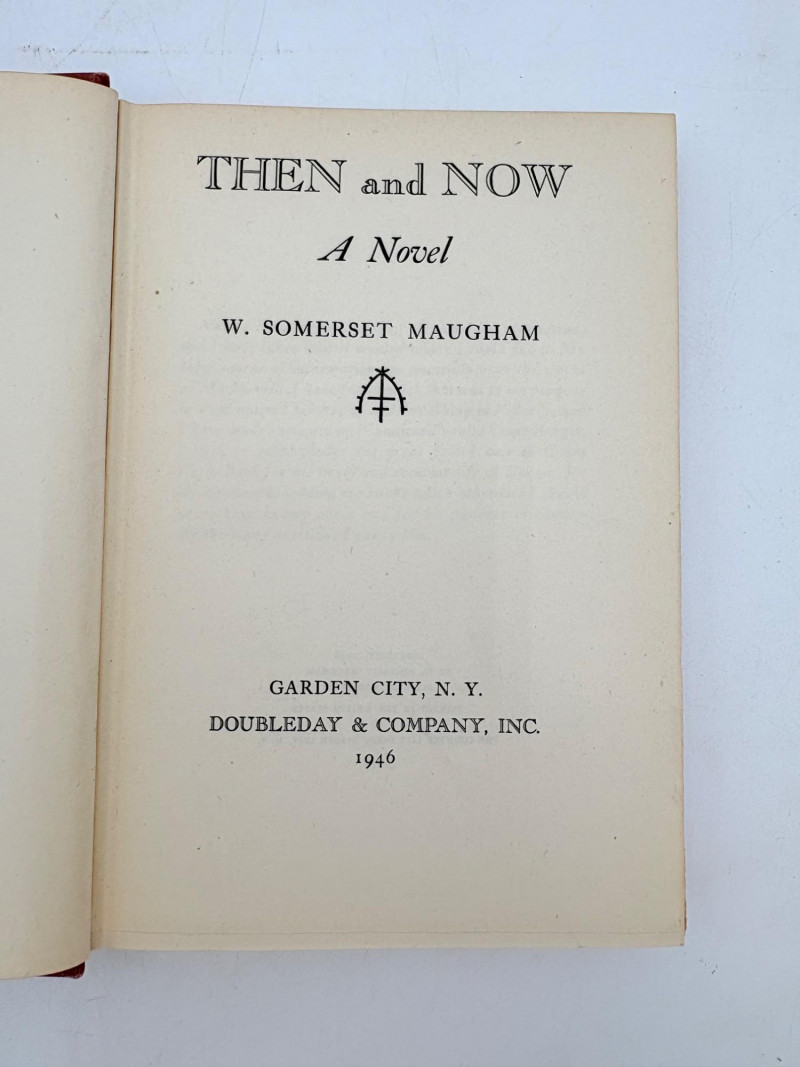 THEN and NOW
A Novel
W. SOMERSET MAUGHAM
GARDEN CITY, N. Y.
DOUBLEDAY & COMPANY, INC.
1946